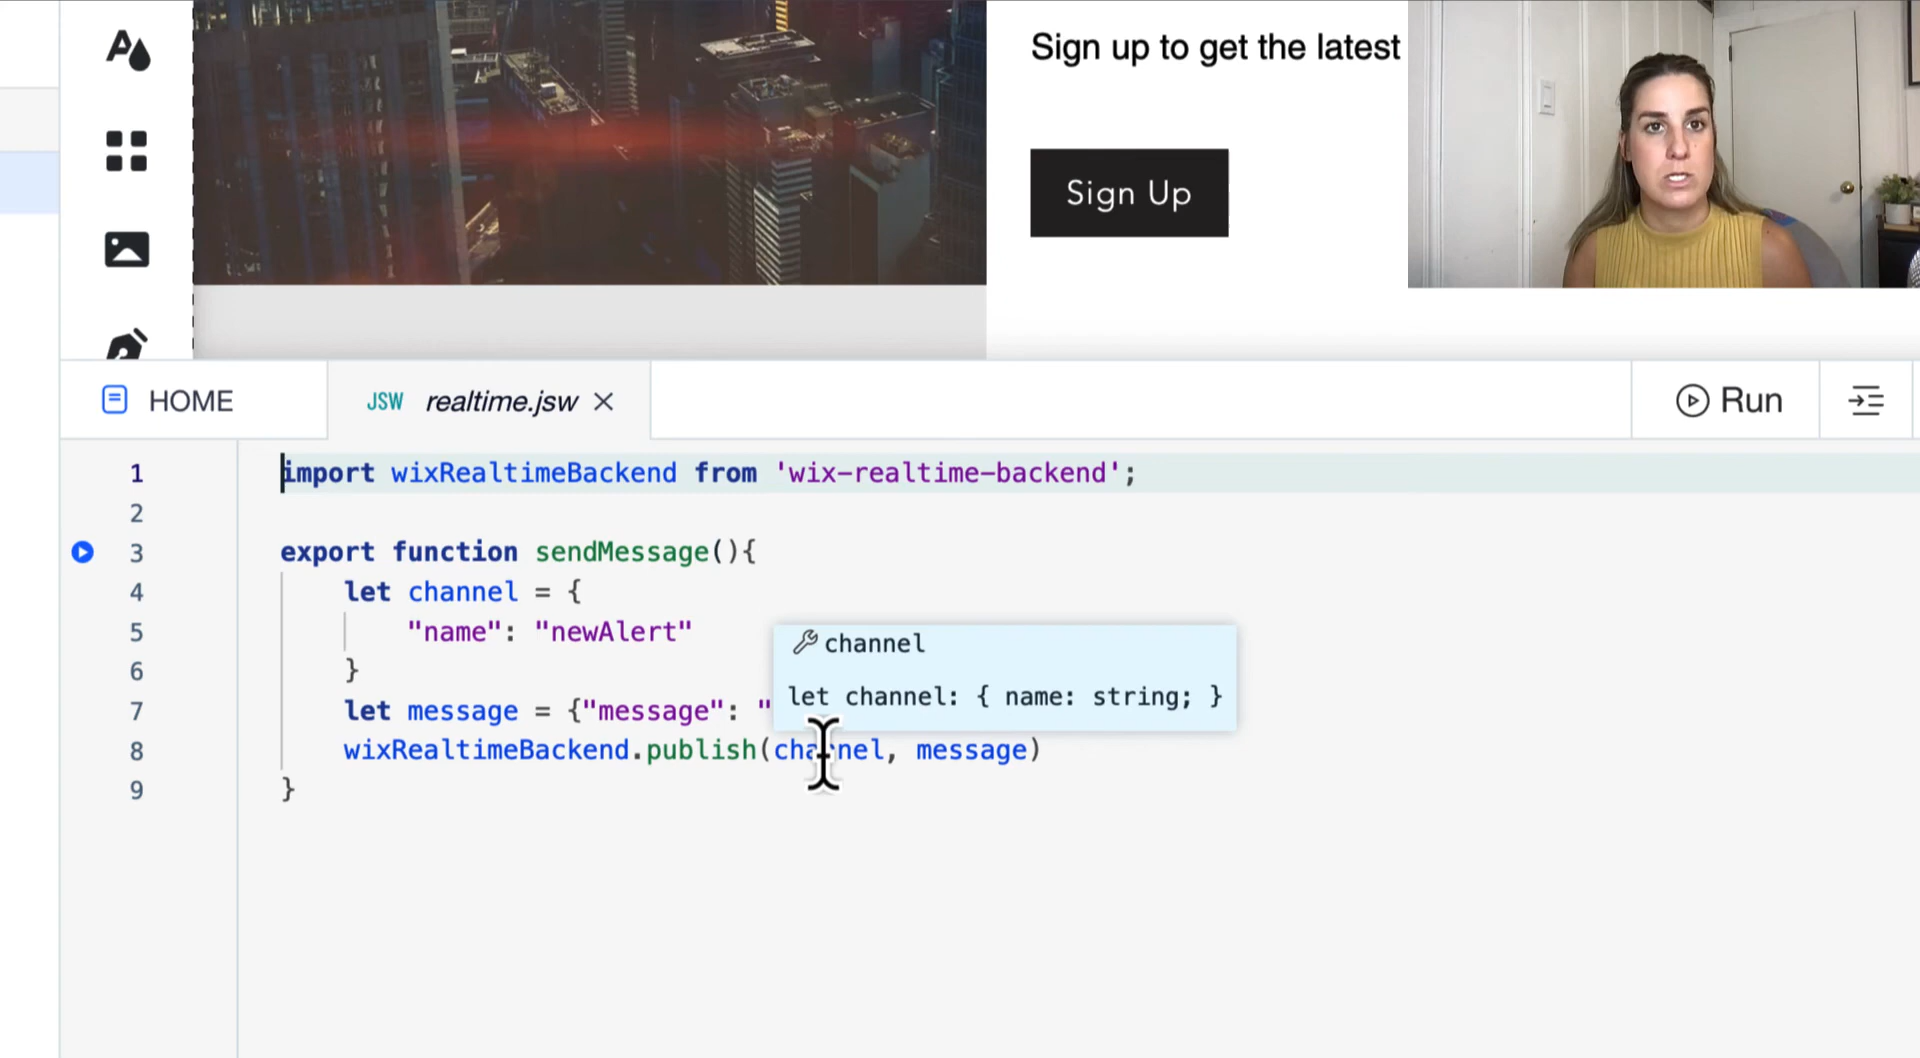 Sign up to get the latest
Sign Up
HOME
JSW realtime.jsw
Run
1 import wixRealtimeBackend from 'wix-realtime-backend';
2
3 export function sendMessage(){
4 let channel = {
5 "name": "newAlert"
6 }
7 let message = {"message": "
8 wixRealtimeBackend.publish(channel, message)
9 }
channel
let channel: { name: string; }